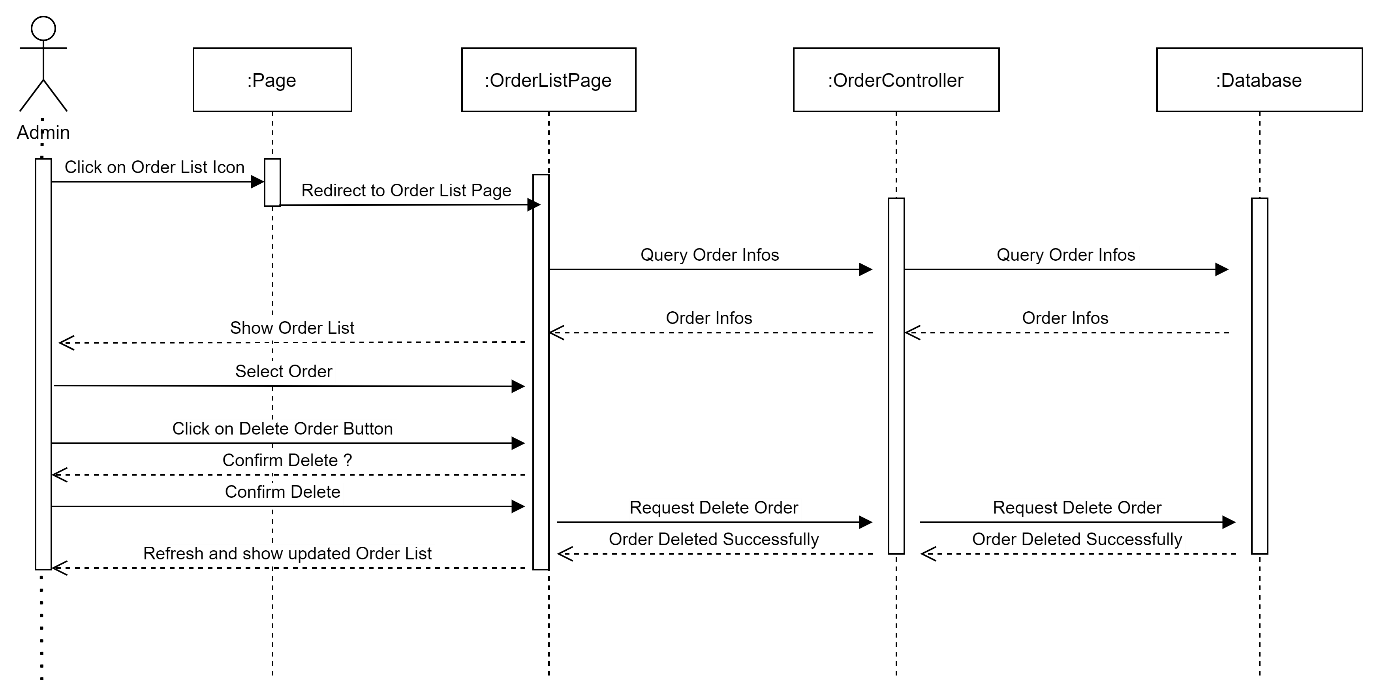 :Page
:OrderListPage
:OrderController
:Database
Admin
Click on Order List Icon
Redirect to Order List Page
Query Order Infos
Query Order Infos
Order Infos
Order Infos
Show Order List
Select Order
Click on Delete Order Button
Confirm Delete ?
Confirm Delete
Request Delete Order
Request Delete Order
Order Deleted Successfully
Order Deleted Successfully
Refresh and show updated Order List